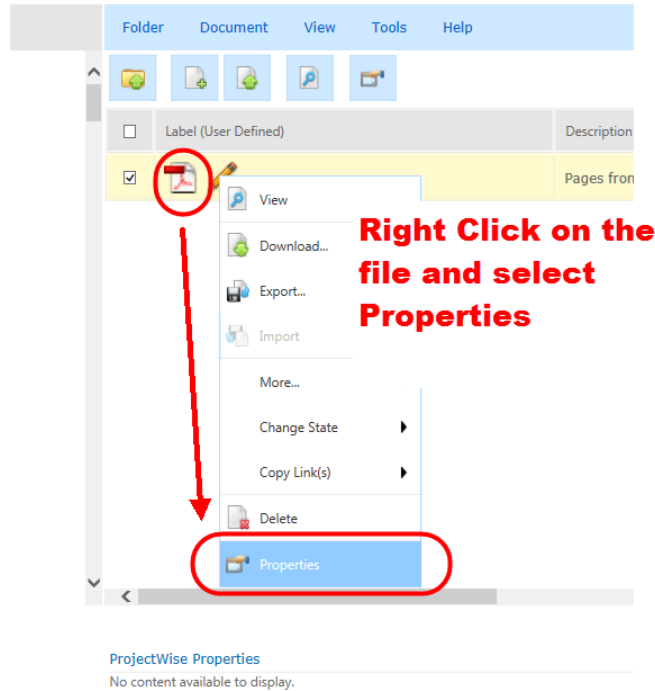 Folder Document View Tools Help
Label (User Defined) Description
Pages from
View
Right Click on the
file and select
Properties
Download...
Export...
Import
More...
Change State
Copy Link(s)
Delete
Properties
ProjectWise Properties
No content available to display.